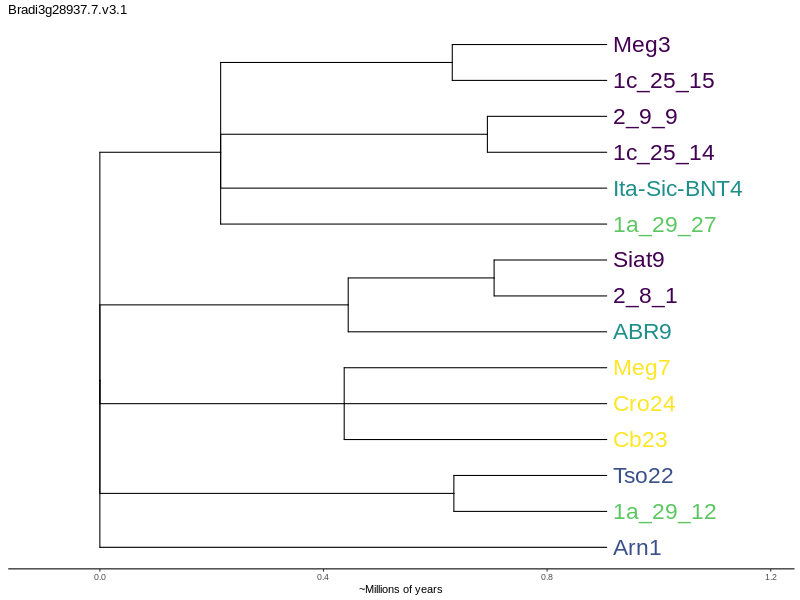 Bradi3g28937.7.v3.1
Meg3
1c_25_15
2_9_9
1c_25_14
Ita-Sic-BNT4
1a_29_27
Siat9
2_8_1
ABR9
Meg7
Cro24
Cb23
Tso22
1a_29_12
Arn1
0.0 0.4 0.8 1.2
~Millions of years